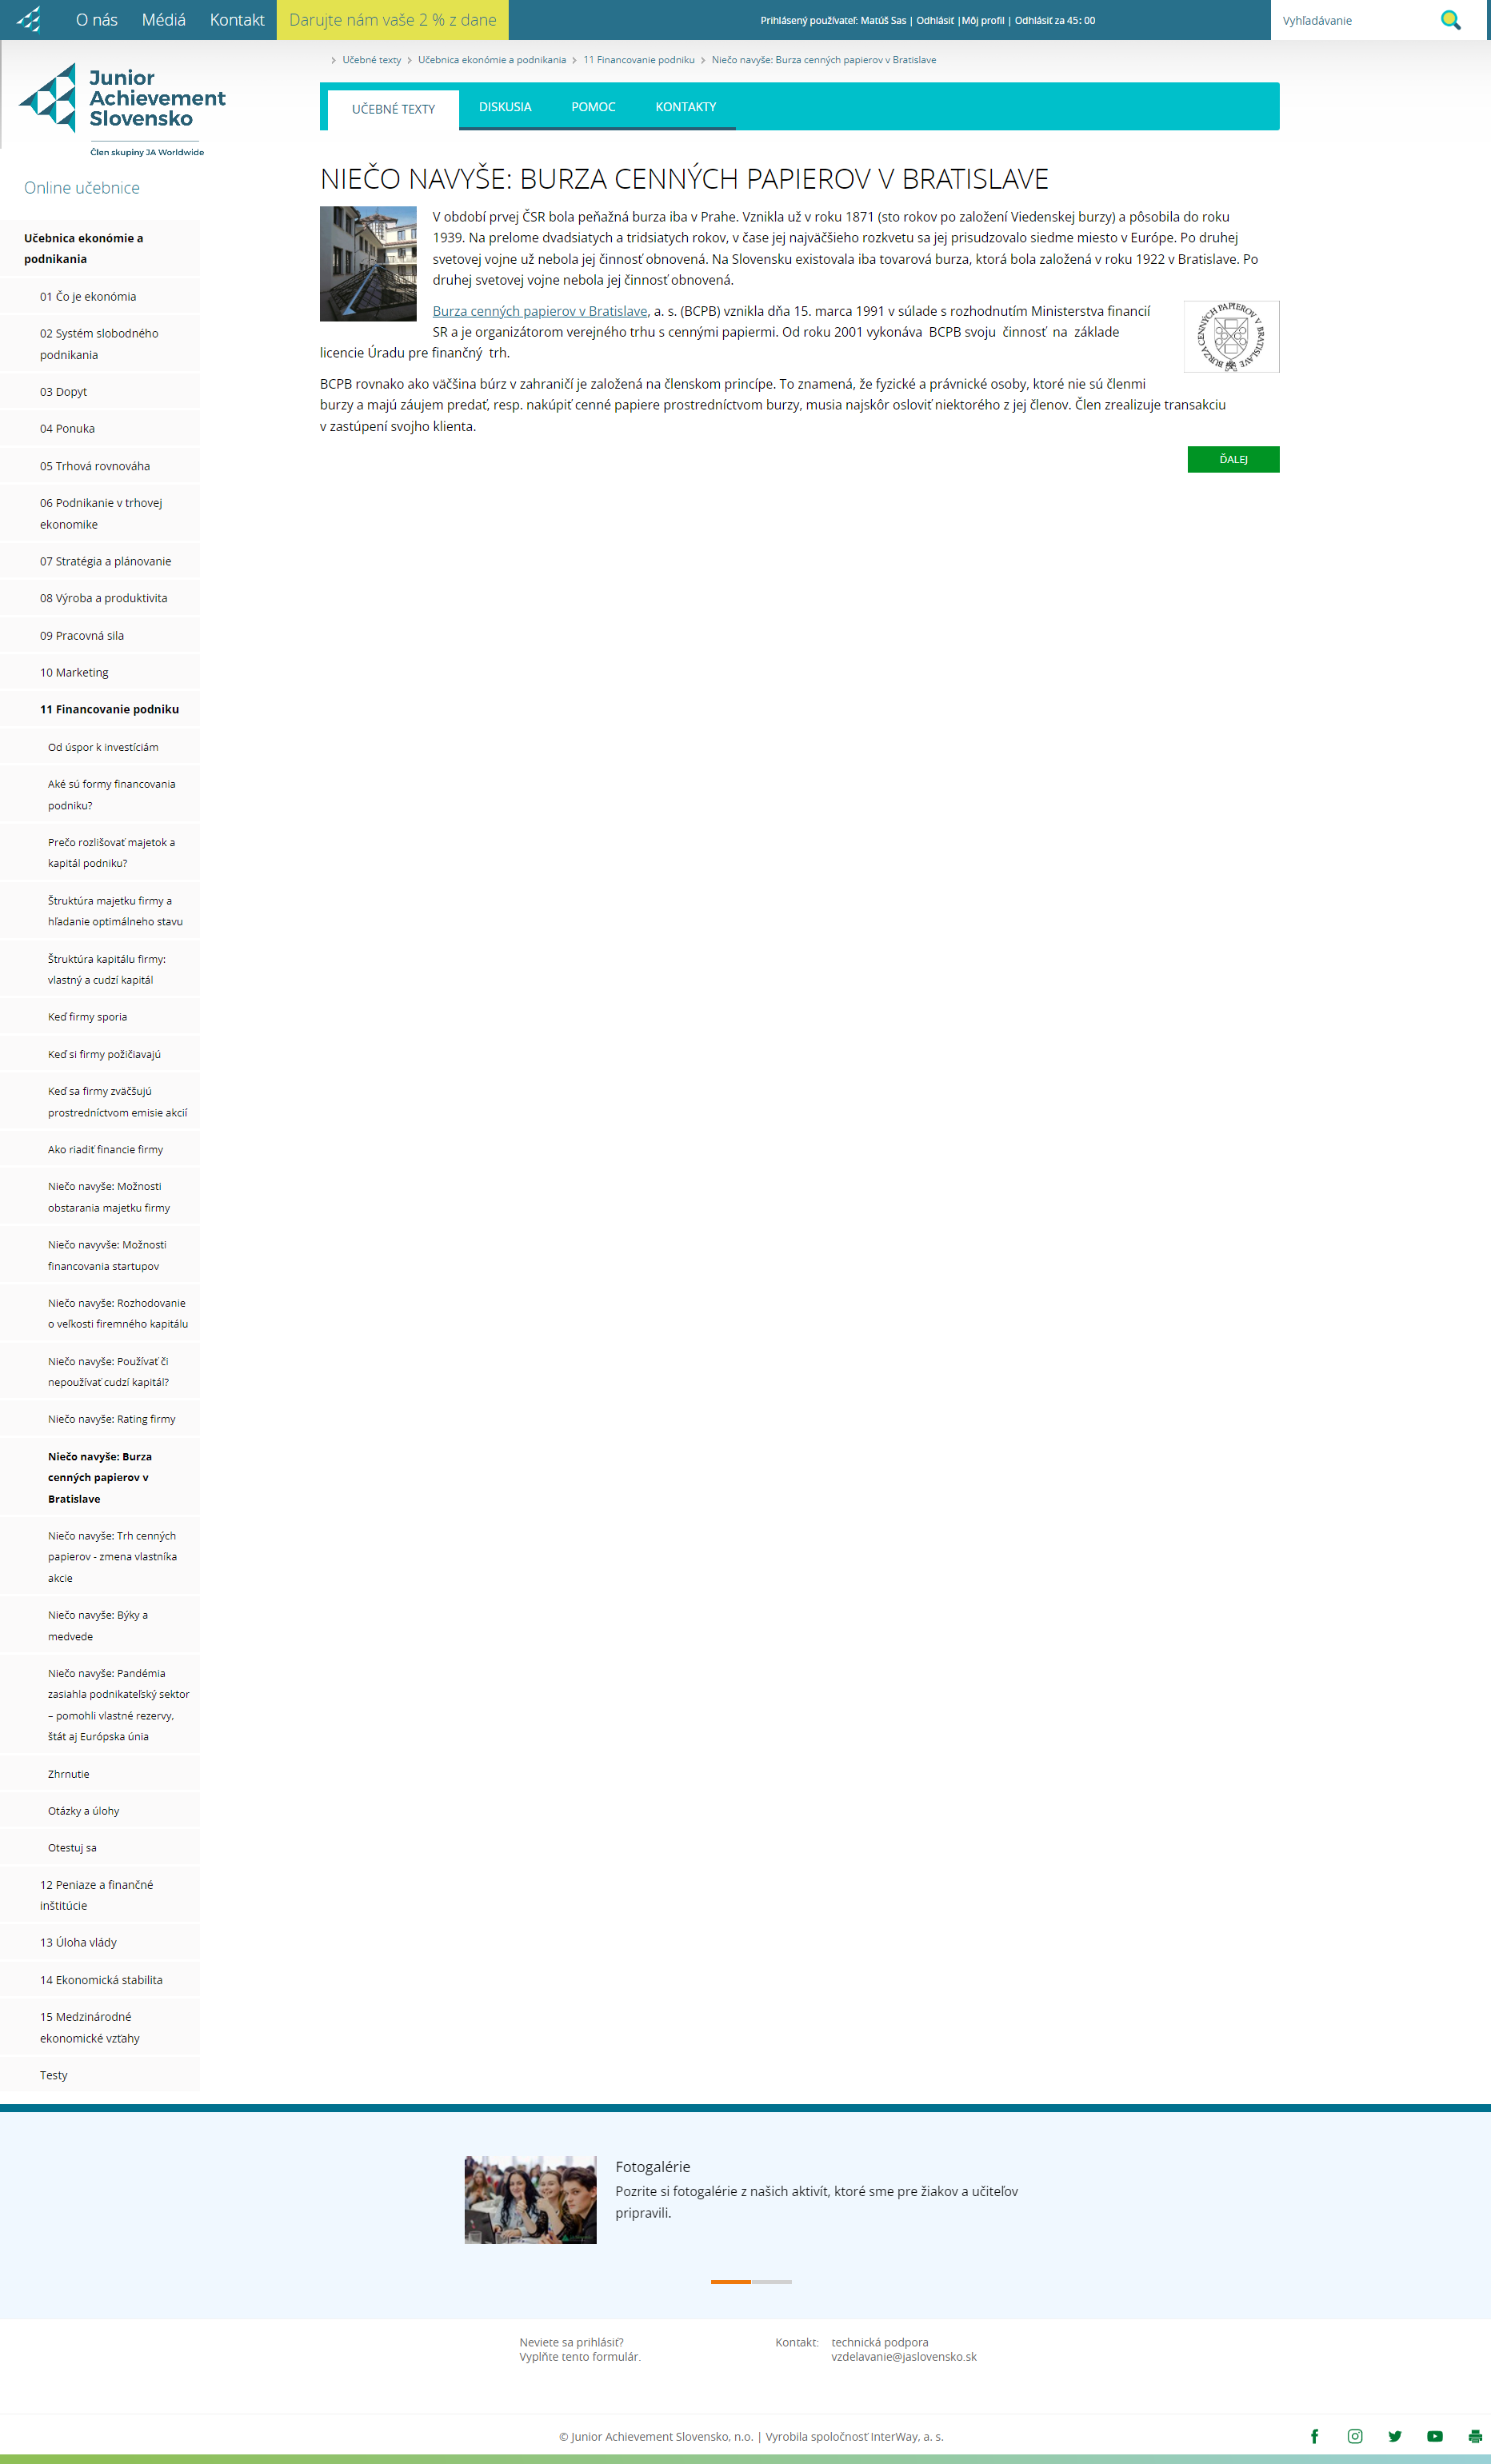 O nás Médiá Kontakt Darujte nám vaše 2 % z dane Prihlásený používateľ: Matúš Sas | Odhlásiť |Môj profil | Odhlásiť za 45: 00 Vyhľadávanie
Učebné texty Učebnica ekonómie a podnikania 11 Financovanie podniku Niečo navyše: Burza cenných papierov v Bratislave
Junior
Achievement
Slovensko
Člen skupiny JA Worldwide
UČEBNÉ TEXTY DISKUSIA POMOC KONTAKTY
Online učebnice
Učebnica ekonómie a
podnikania
01 Čo je ekonómia
02 Systém slobodného
podnikania
03 Dopyt
04 Ponuka
05 Trhová rovnováha
06 Podnikanie v trhovej
ekonomike
07 Stratégia a plánovanie
08 Výroba a produktivita
09 Pracovná sila
10 Marketing
11 Financovanie podniku
Od úspor k investíciám
Aké sú formy financovania
podniku?
Prečo rozlišovať majetok a
kapitál podniku?
Štruktúra majetku firmy a
hľadanie optimálneho stavu
Štruktúra kapitálu firmy:
vlastný a cudzí kapitál
Keď firmy sporia
Keď si firmy požičiavajú
Keď sa firmy zväčšujú
prostredníctvom emisie akcií
Ako riadiť financie firmy
Niečo navyše: Možnosti
obstarania majetku firmy
Niečo navyvše: Možnosti
financovania startupov
Niečo navyše: Rozhodovanie
o veľkosti firemného kapitálu
Niečo navyše: Používať či
nepoužívať cudzí kapitál?
Niečo navyše: Rating firmy
Niečo navyše: Burza
cenných papierov v
Bratislave
Niečo navyše: Trh cenných
papierov - zmena vlastníka
akcie
Niečo navyše: Býky a
medvede
Niečo navyše: Pandémia
zasiahla podnikateľský sektor
– pomohli vlastné rezervy,
štát aj Európska únia
Zhrnutie
Otázky a úlohy
Otestuj sa
12 Peniaze a finančné
inštitúcie
13 Úloha vlády
14 Ekonomická stabilita
15 Medzinárodné
ekonomické vzťahy
Testy
NIEČO NAVYŠE: BURZA CENNÝCH PAPIEROV V BRATISLAVE
V období prvej ČSR bola peňažná burza iba v Prahe. Vznikla už v roku 1871 (sto rokov po založení Viedenskej burzy) a pôsobila do roku
1939. Na prelome dvadsiatych a tridsiatych rokov, v čase jej najväčšieho rozkvetu sa jej prisudzovalo siedme miesto v Európe. Po druhej
svetovej vojne už nebola jej činnosť obnovená. Na Slovensku existovala iba tovarová burza, ktorá bola založená v roku 1922 v Bratislave. Po
druhej svetovej vojne nebola jej činnosť obnovená.
Burza cenných papierov v Bratislave, a. s. (BCPB) vznikla dňa 15. marca 1991 v súlade s rozhodnutím Ministerstva financií
SR a je organizátorom verejného trhu s cennými papiermi. Od roku 2001 vykonáva BCPB svoju činnosť na základe
licencie Úradu pre finančný trh.
BURZA CENNÝCH PAPIEROV V BRATISLAVE
BCPB rovnako ako väčšina búrz v zahraničí je založená na členskom princípe. To znamená, že fyzické a právnické osoby, ktoré nie sú členmi
burzy a majú záujem predať, resp. nakúpiť cenné papiere prostredníctvom burzy, musia najskôr osloviť niektorého z jej členov. Člen zrealizuje transakciu
v zastúpení svojho klienta.
ĎALEJ
Fotogalérie
Pozrite si fotogalérie z našich aktivít, ktoré sme pre žiakov a učiteľov
pripravili.
Neviete sa prihlásiť?
Vyplňte tento formulár.
Kontakt: technická podpora
vzdelavanie@jaslovensko.sk
© Junior Achievement Slovensko, n.o. | Vyrobila spoločnosť InterWay, a. s.